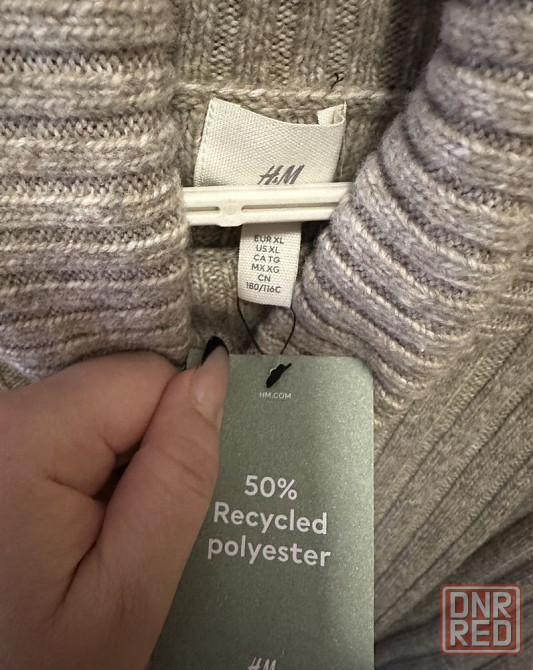 H&M
EUR XL
US XL
CA TG
MX XG
CN
180/116C
HM.COM
50%
Recycled
polyester
H&M
DNR
RED